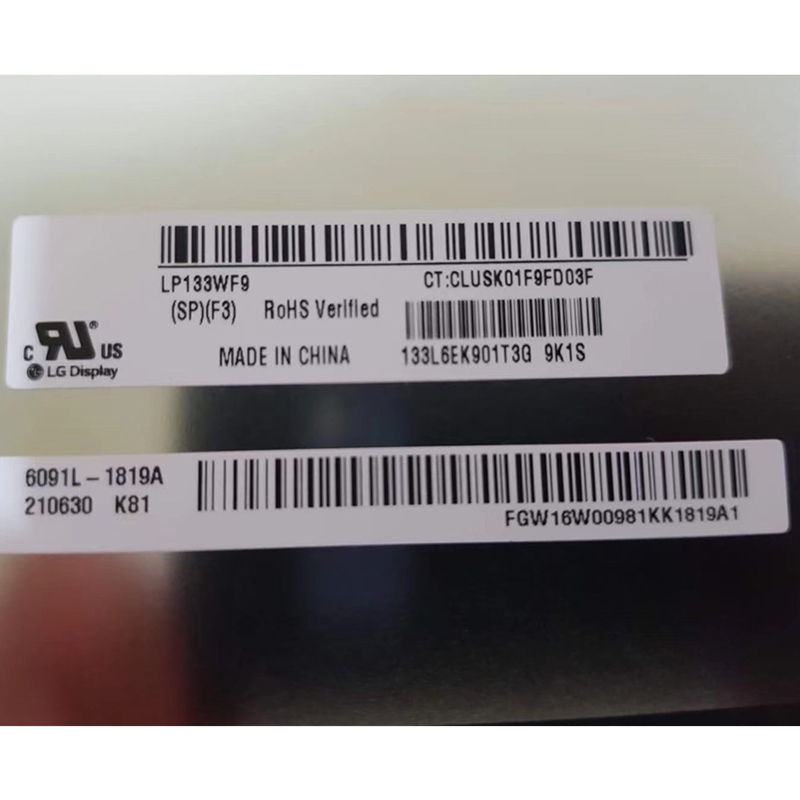 LP133WF9 CT:CLUSK01F9FD03F
(SP)(F3) RoHS Verified
MADE IN CHINA 133L6EK901T3G 9K1S
C RU® US
LG Display
6091L-1819A
210630 K81
FGW16W00981KK1819A1